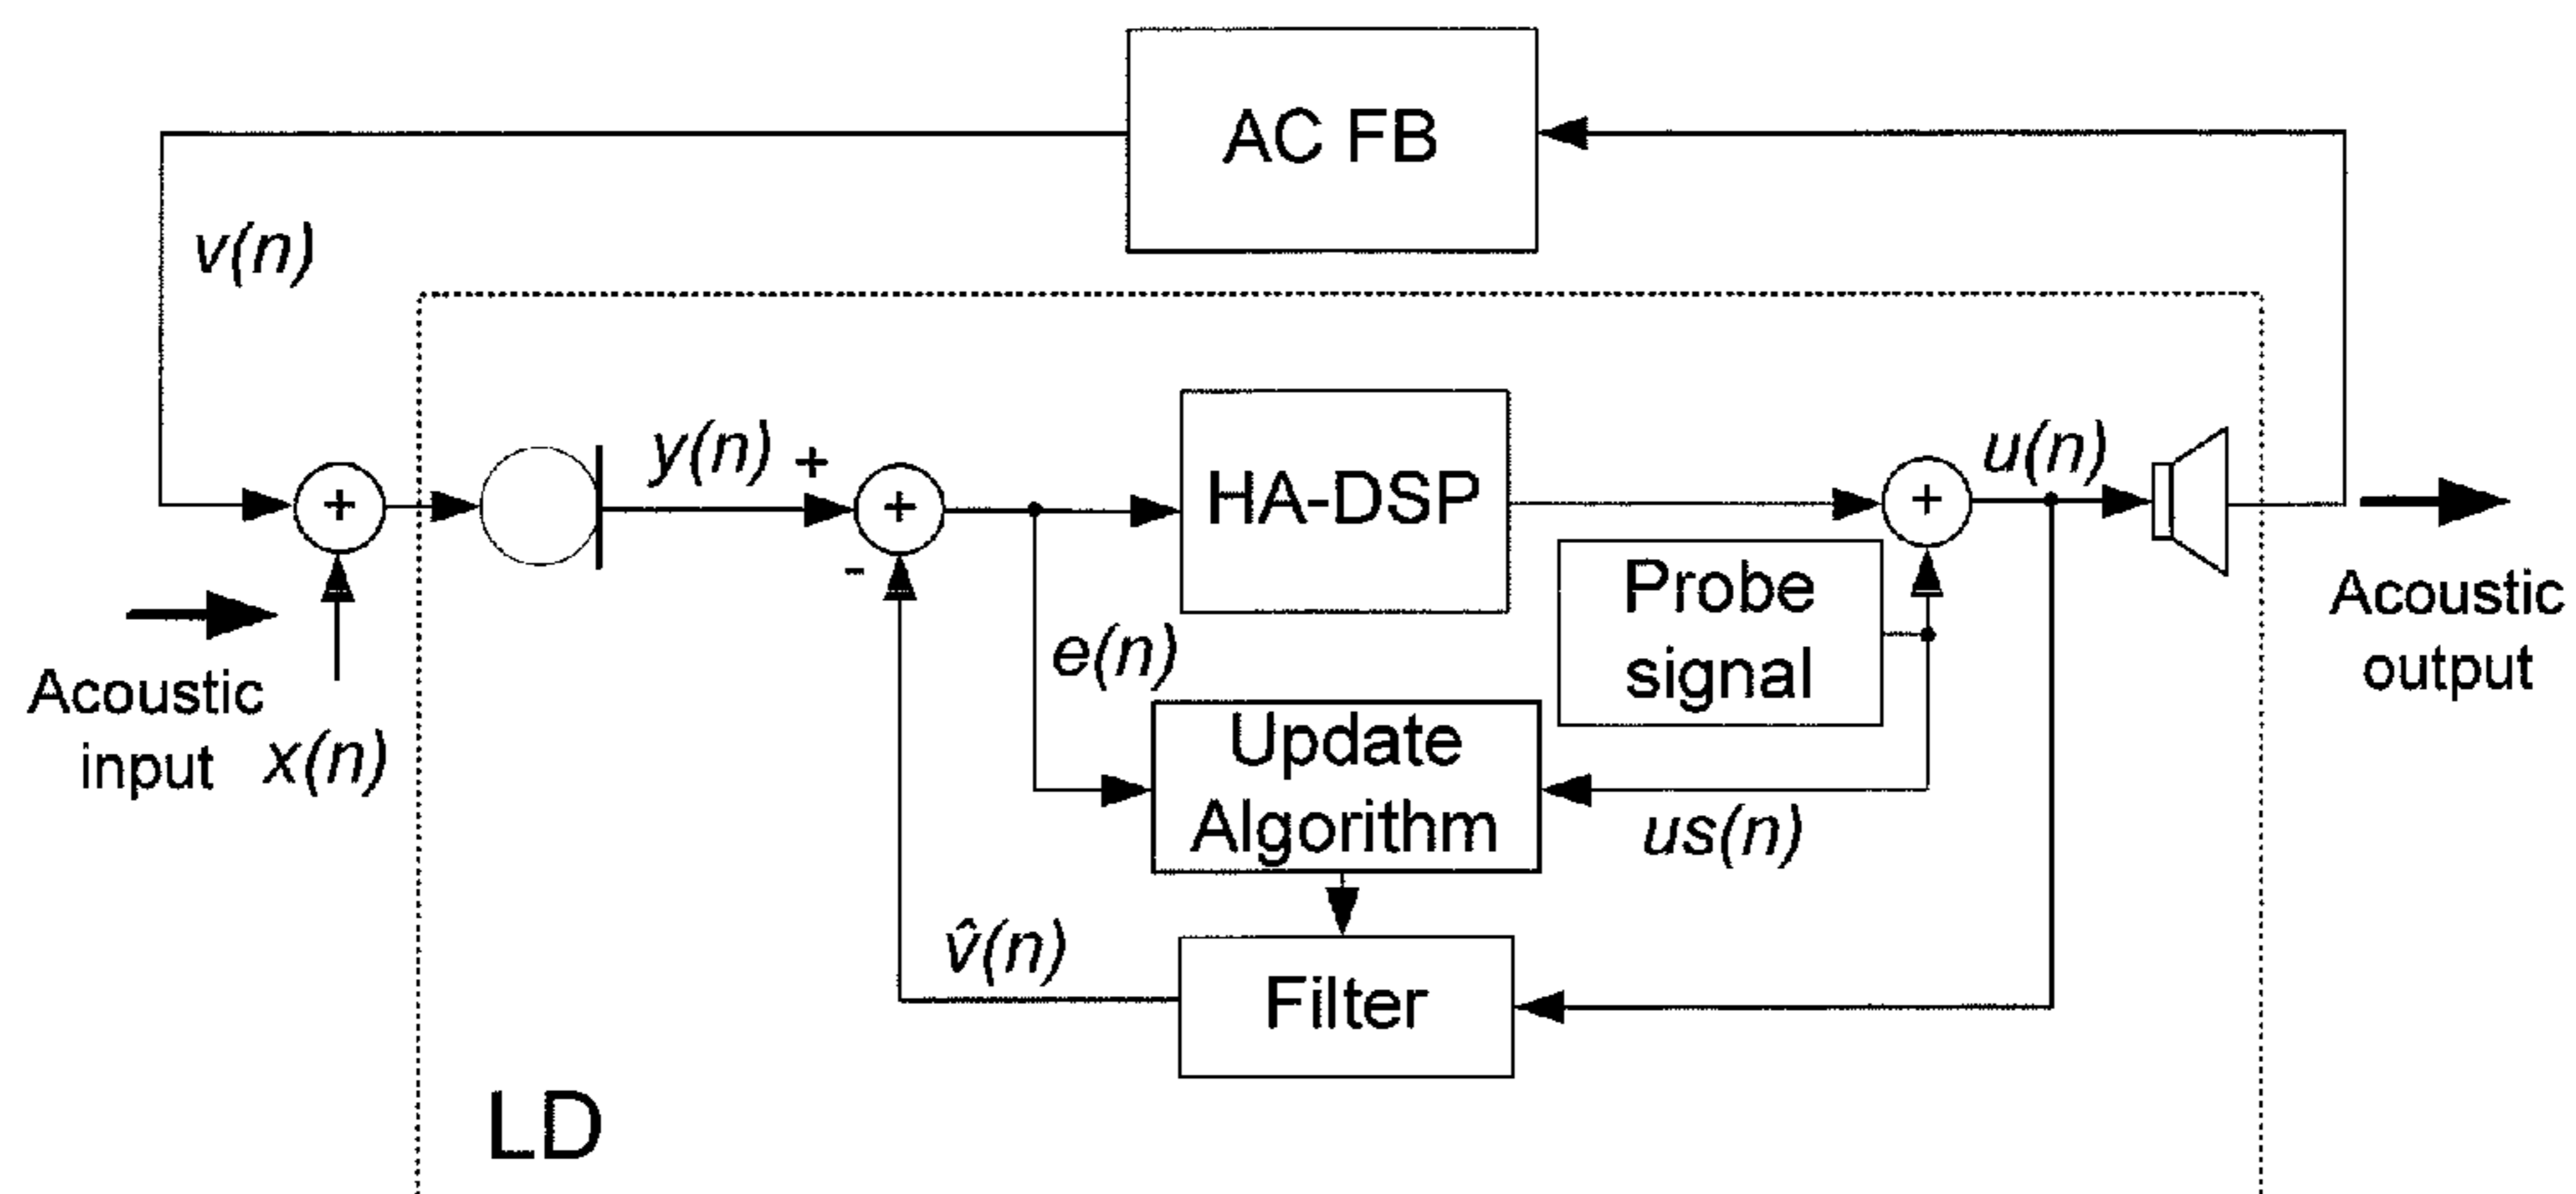 AC FB
v(n)
y(n)
+
-
+
+
HA-DSP
+
u(n)
Probe
signal
Acoustic
output
Acoustic
input
x(n)
e(n)
Update
Algorithm
us(n)
v̂(n)
Filter
LD